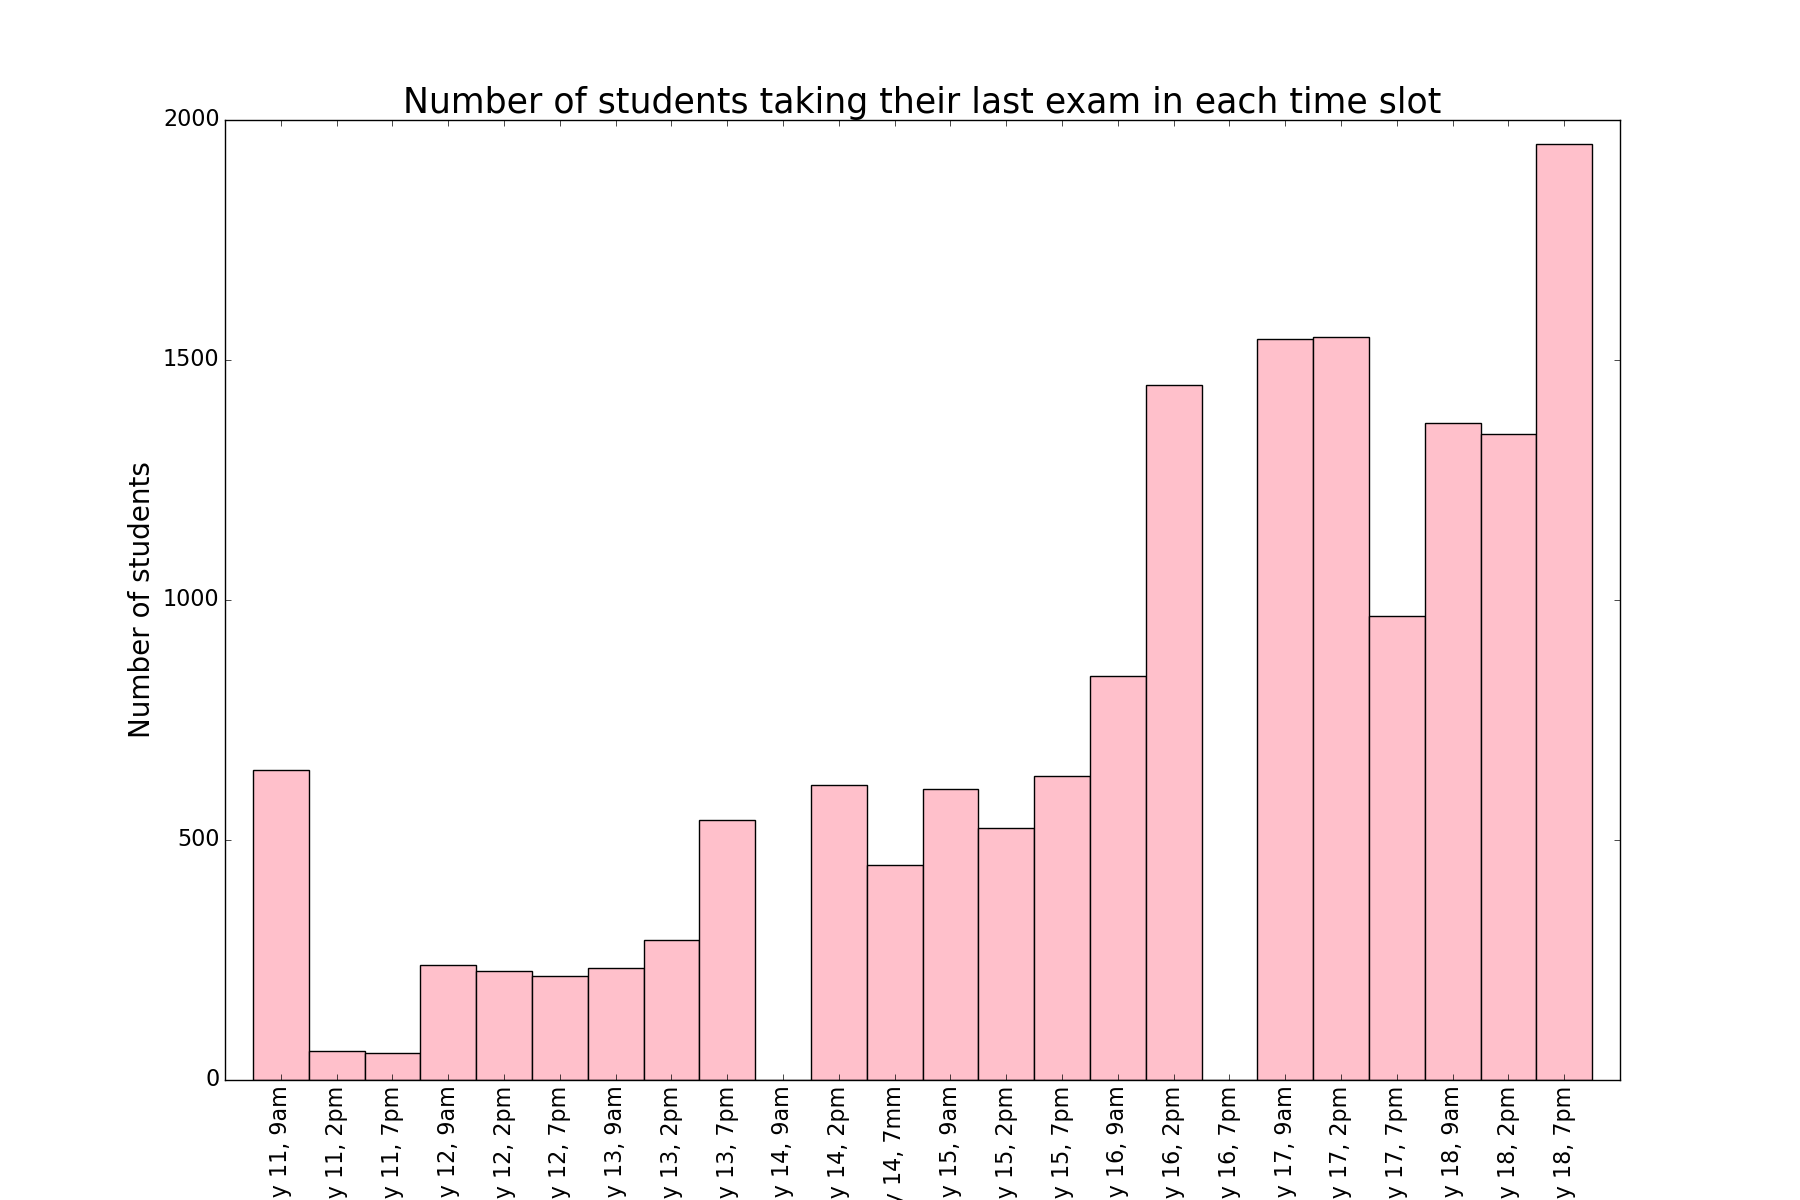 Number of students taking their last exam in each time slot
2000
1500
1000
500
0
Number of students
y 11, 9am
y 11, 2pm
y 11, 7pm
y 12, 9am
y 12, 2pm
y 12, 7pm
y 13, 9am
y 13, 2pm
y 13, 7pm
y 14, 9am
y 14, 2pm
y 14, 7mm
y 15, 9am
y 15, 2pm
y 15, 7pm
y 16, 9am
y 16, 2pm
y 16, 7pm
y 17, 9am
y 17, 2pm
y 17, 7pm
y 18, 9am
y 18, 2pm
y 18, 7pm